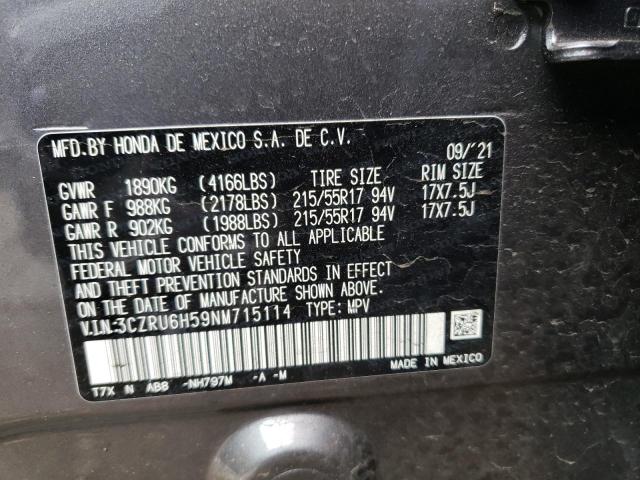 MFD. BY HONDA DE MEXICO S.A. DE C.V. 09/'21
GVWR 1890KG (4166LBS) TIRE SIZE RIM SIZE
GAWR F 988KG (2178LBS) 215/55R17 94V 17X7.5J
GAWR R 902KG (1988LBS) 215/55R17 94V 17X7.5J
THIS VEHICLE CONFORMS TO ALL APPLICABLE
FEDERAL MOTOR VEHICLE SAFETY
AND THEFT PREVENTION STANDARDS IN EFFECT
ON THE DATE OF MANUFACTURE SHOWN ABOVE.
V.I.N.:3CZRU6H59NM715114 TYPE: MPV
T7X N ABB -NH797M -A -M MADE IN MEXICO